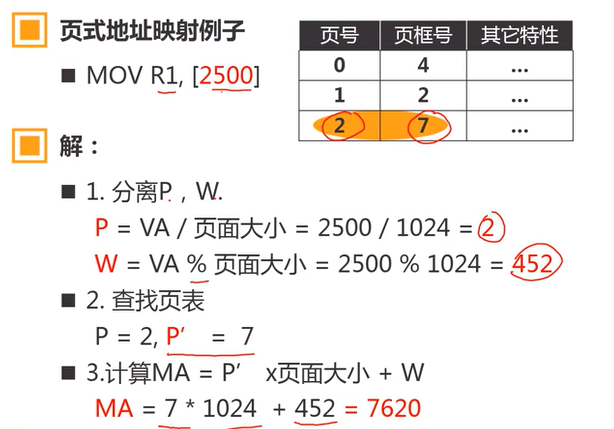 页式地址映射例子
MOV R1, [2500]
页号 页框号 其它特性
0 4 ...
1 2 ...
2 7 ...
解：
1. 分离P，W.
P = VA / 页面大小 = 2500 / 1024 = 2
W = VA % 页面大小 = 2500 % 1024 = 452
2. 查找页表
P = 2, P′ = 7
3.计算MA = P′ x页面大小 + W
MA = 7 * 1024 + 452 = 7620